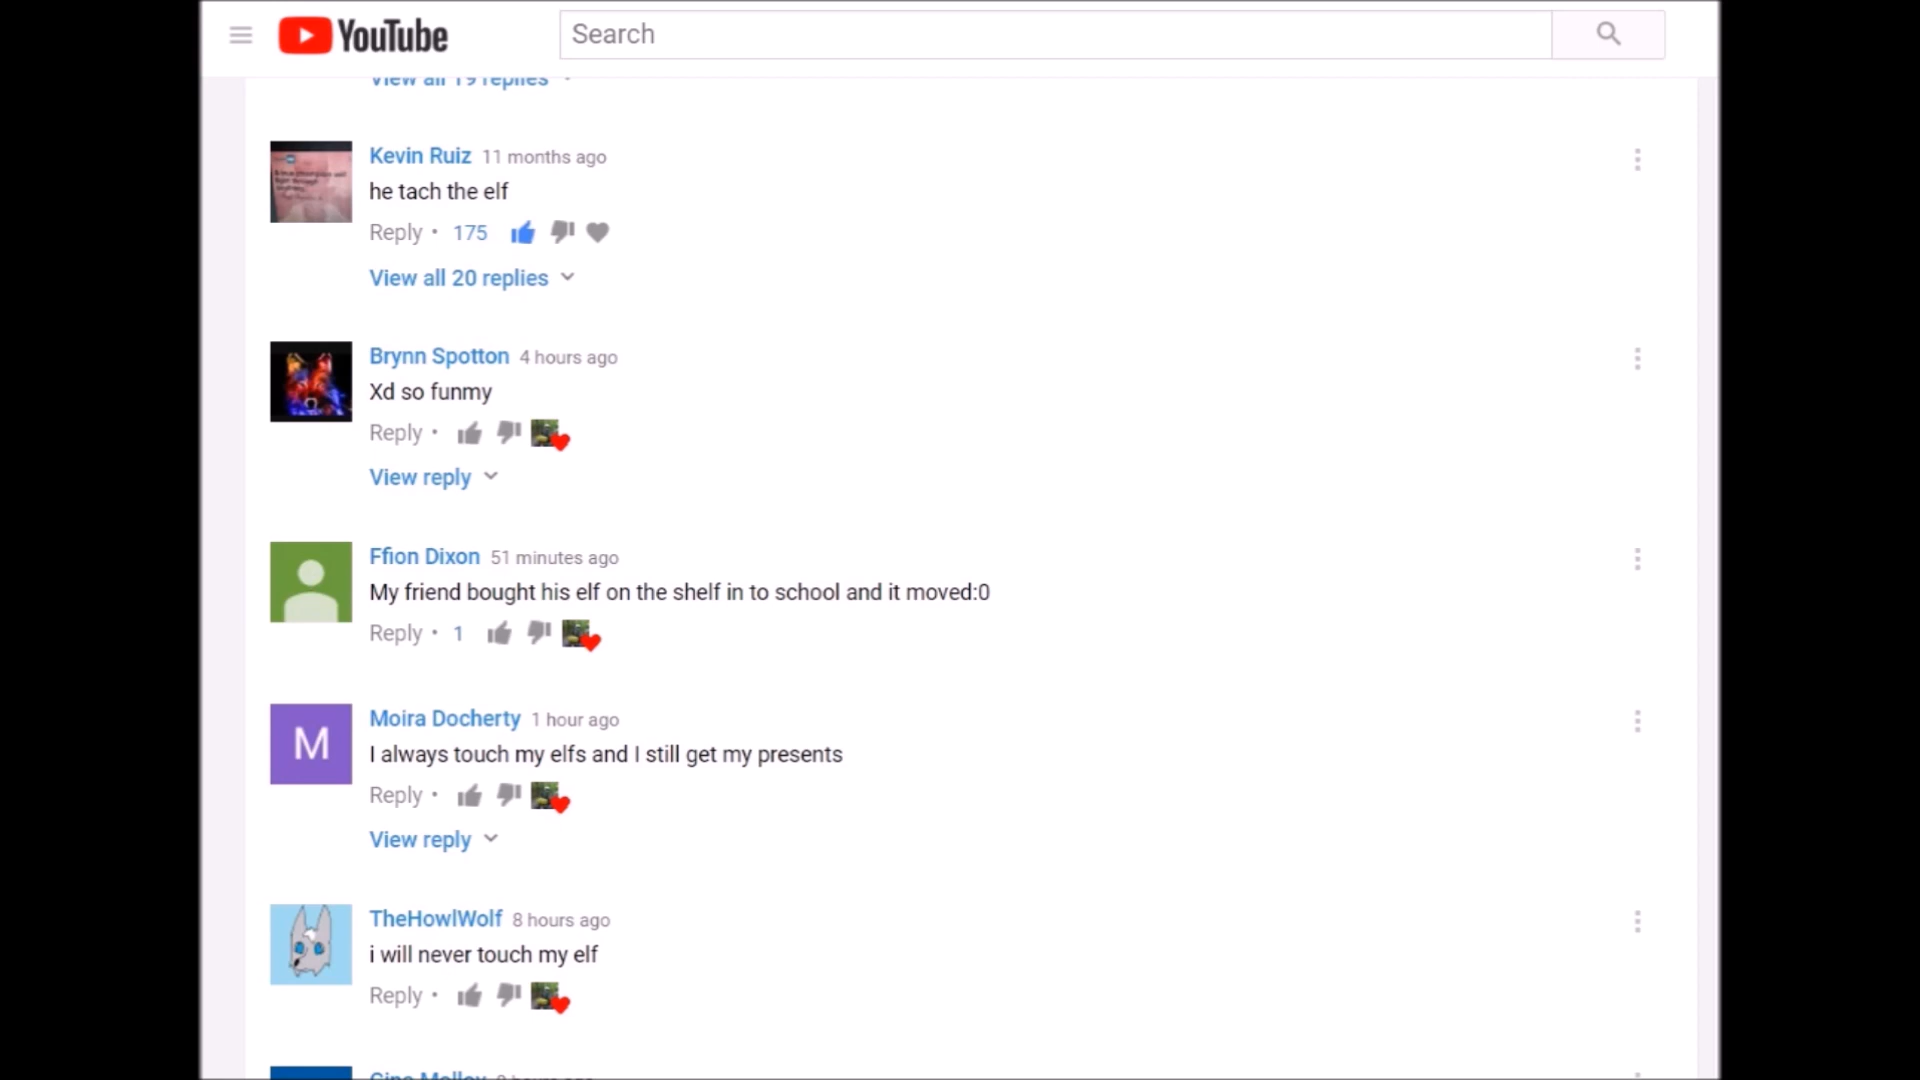 YouTube
Search
View all 19 replies
Kevin Ruiz 11 months ago
he tach the elf
Reply • 175
View all 20 replies
Brynn Spotton 4 hours ago
Xd so funmy
Reply •
View reply
Ffion Dixon 51 minutes ago
My friend bought his elf on the shelf in to school and it moved:0
Reply • 1
M
Moira Docherty 1 hour ago
I always touch my elfs and I still get my presents
Reply •
View reply
TheHowlWolf 8 hours ago
i will never touch my elf
Reply •
hours ago